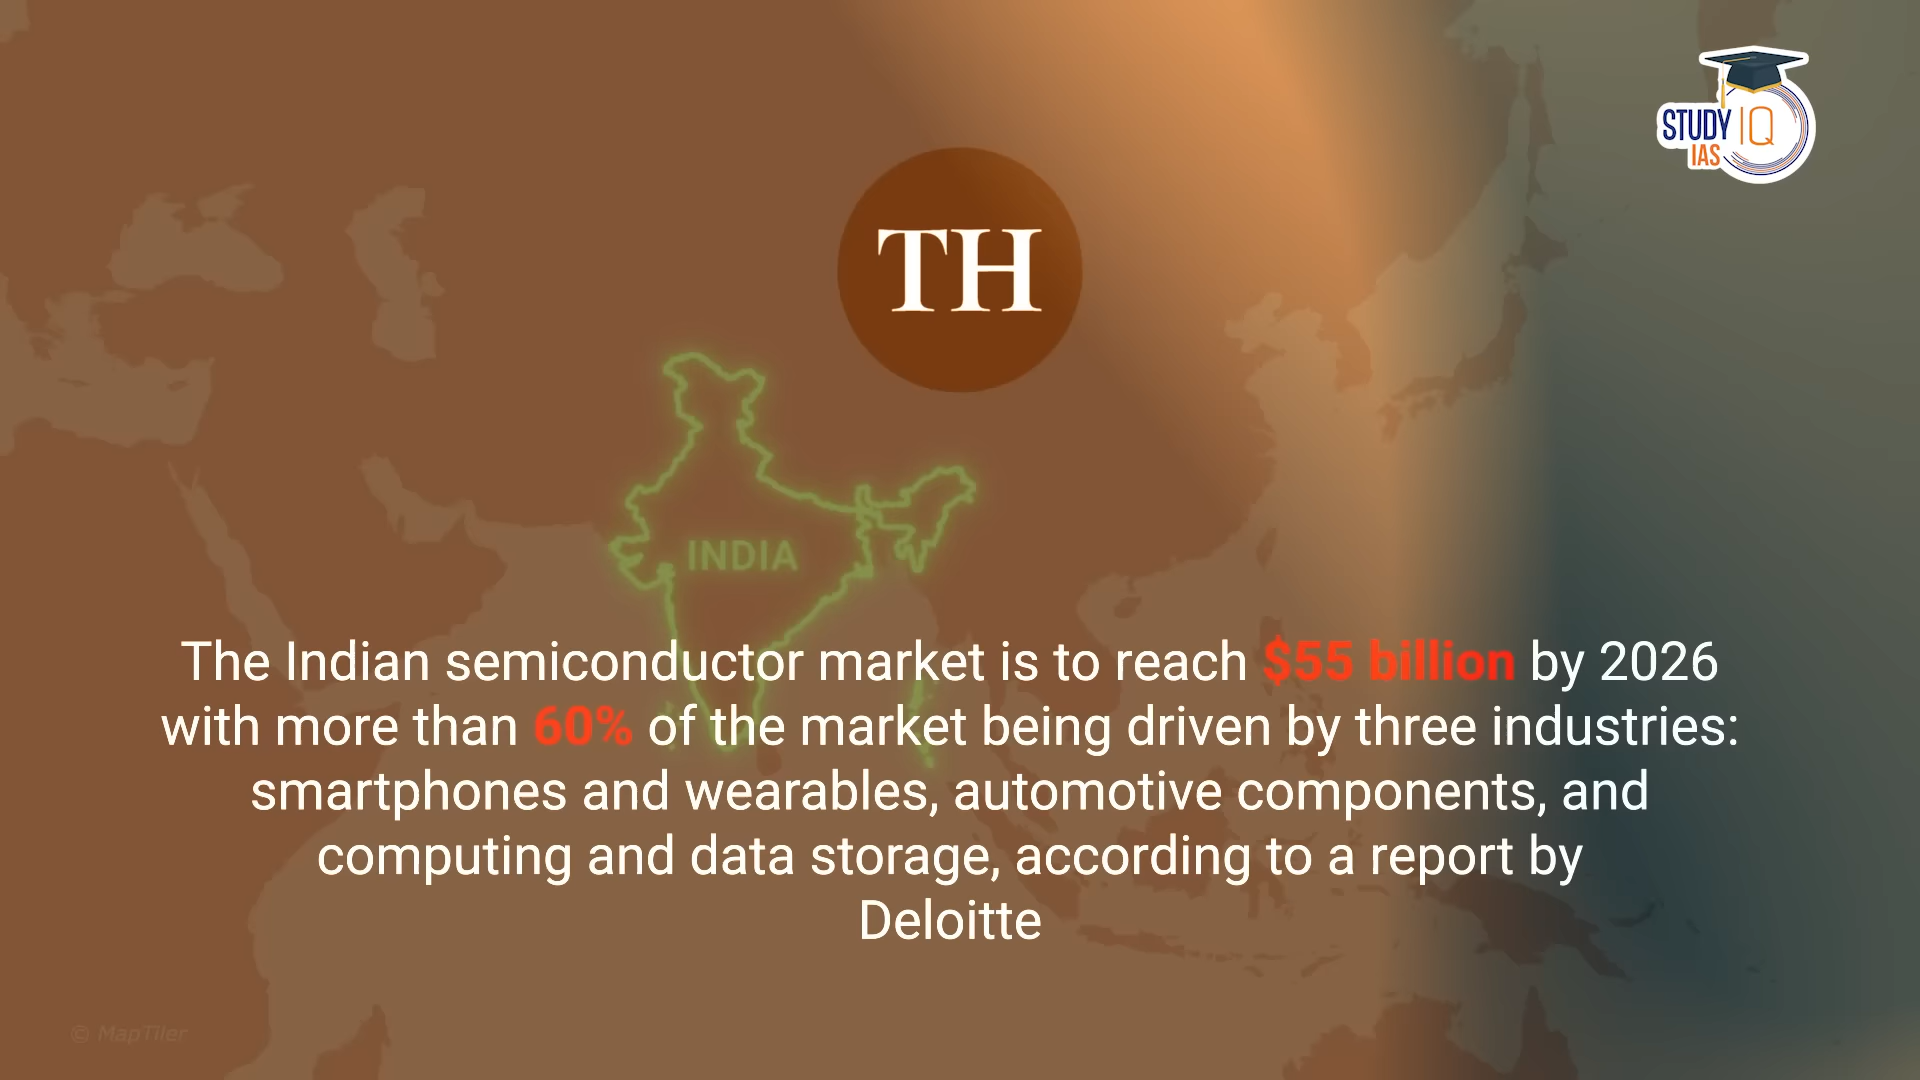 STUDY IQ
IAS
TH
INDIA
The Indian semiconductor market is to reach $55 billion by 2026
with more than 60% of the market being driven by three industries:
smartphones and wearables, automotive components, and
computing and data storage, according to a report by
Deloitte
© MapTiler